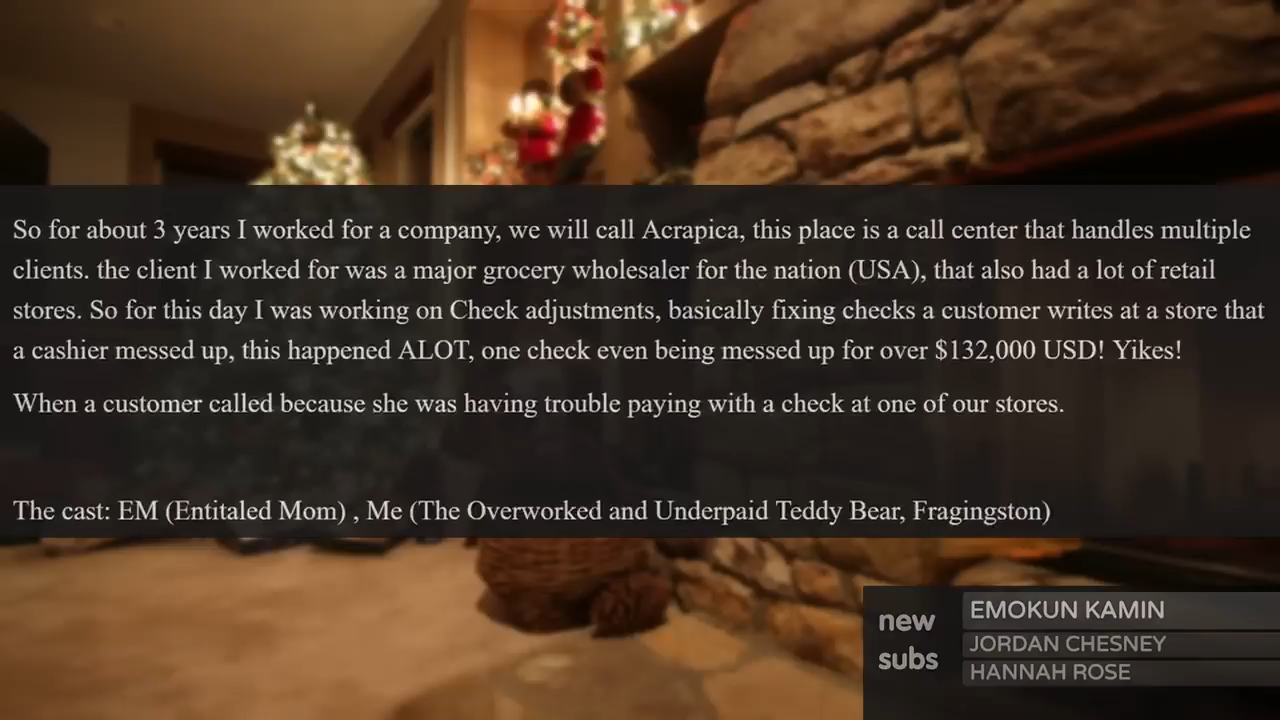 So for about 3 years I worked for a company, we will call Acrapica, this place is a call center that handles multiple
clients. the client I worked for was a major grocery wholesaler for the nation (USA), that also had a lot of retail
stores. So for this day I was working on Check adjustments, basically fixing checks a customer writes at a store that
a cashier messed up, this happened ALOT, one check even being messed up for over $132,000 USD! Yikes!
When a customer called because she was having trouble paying with a check at one of our stores.
The cast: EM (Entitaled Mom) , Me (The Overworked and Underpaid Teddy Bear, Fragingston)
new
subs
EMOKUN KAMIN
JORDAN CHESNEY
HANNAH ROSE